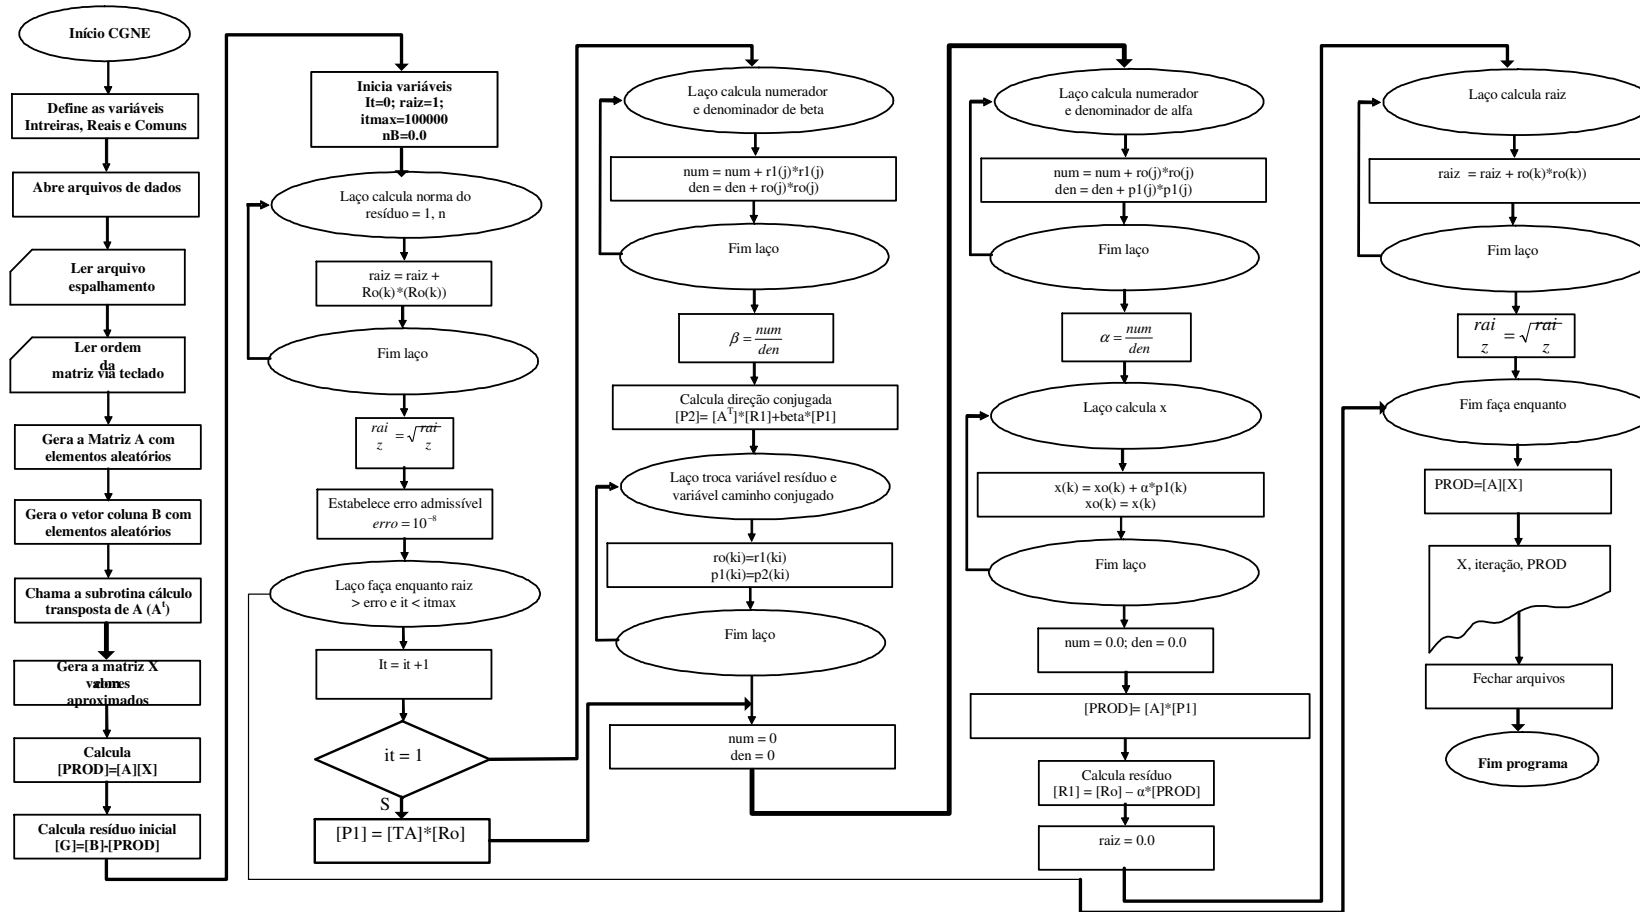 Início CGNE
Define as variáveis
Intreiras, Reais e Comuns
Abre arquivos de dados
Ler arquivo
espalhamento
Ler ordem
da
matriz via teclado
Gera a Matriz A com
elementos aleatórios
Gera o vetor coluna B com
elementos aleatórios
Chama a subrotina cálculo
transposta de A (Aᵗ)
Gera a matriz X
valores
aproximados
Calcula
[PROD]=[A][X]
Calcula resíduo inicial
[G]=[B]-[PROD]
Inicia variáveis
It=0; raiz=1;
itmax=100000
nB=0.0
Laço calcula norma do
resíduo = 1, n
raiz = raiz +
Ro(k)*(Ro(k))
Fim laço
rai/z = √rai/z
Estabelece erro admissível
erro = 10⁻⁸
Laço faça enquanto raiz
> erro e it < itmax
It = it +1
it = 1
S
[P1] = [TA]*[Ro]
Laço calcula numerador
e denominador de beta
num = num + r1(j)*r1(j)
den = den + ro(j)*ro(j)
Fim laço
β = num/den
Calcula direção conjugada
[P2]= [Aᵀ]*[R1]+beta*[P1]
Laço troca variável resíduo e
variável caminho conjugado
ro(ki)=r1(ki)
p1(ki)=p2(ki)
Fim laço
num = 0
den = 0
Laço calcula numerador
e denominador de alfa
num = num + ro(j)*ro(j)
den = den + p1(j)*p1(j)
Fim laço
α = num/den
Laço calcula x
x(k) = xo(k) + α*p1(k)
xo(k) = x(k)
Fim laço
num = 0.0; den = 0.0
[PROD]= [A]*[P1]
Calcula resíduo
[R1] = [Ro] – α*[PROD]
raiz = 0.0
Laço calcula raiz
raiz = raiz + ro(k)*ro(k))
Fim laço
rai/z = √rai/z
Fim faça enquanto
PROD=[A][X]
X, iteração, PROD
Fechar arquivos
Fim programa